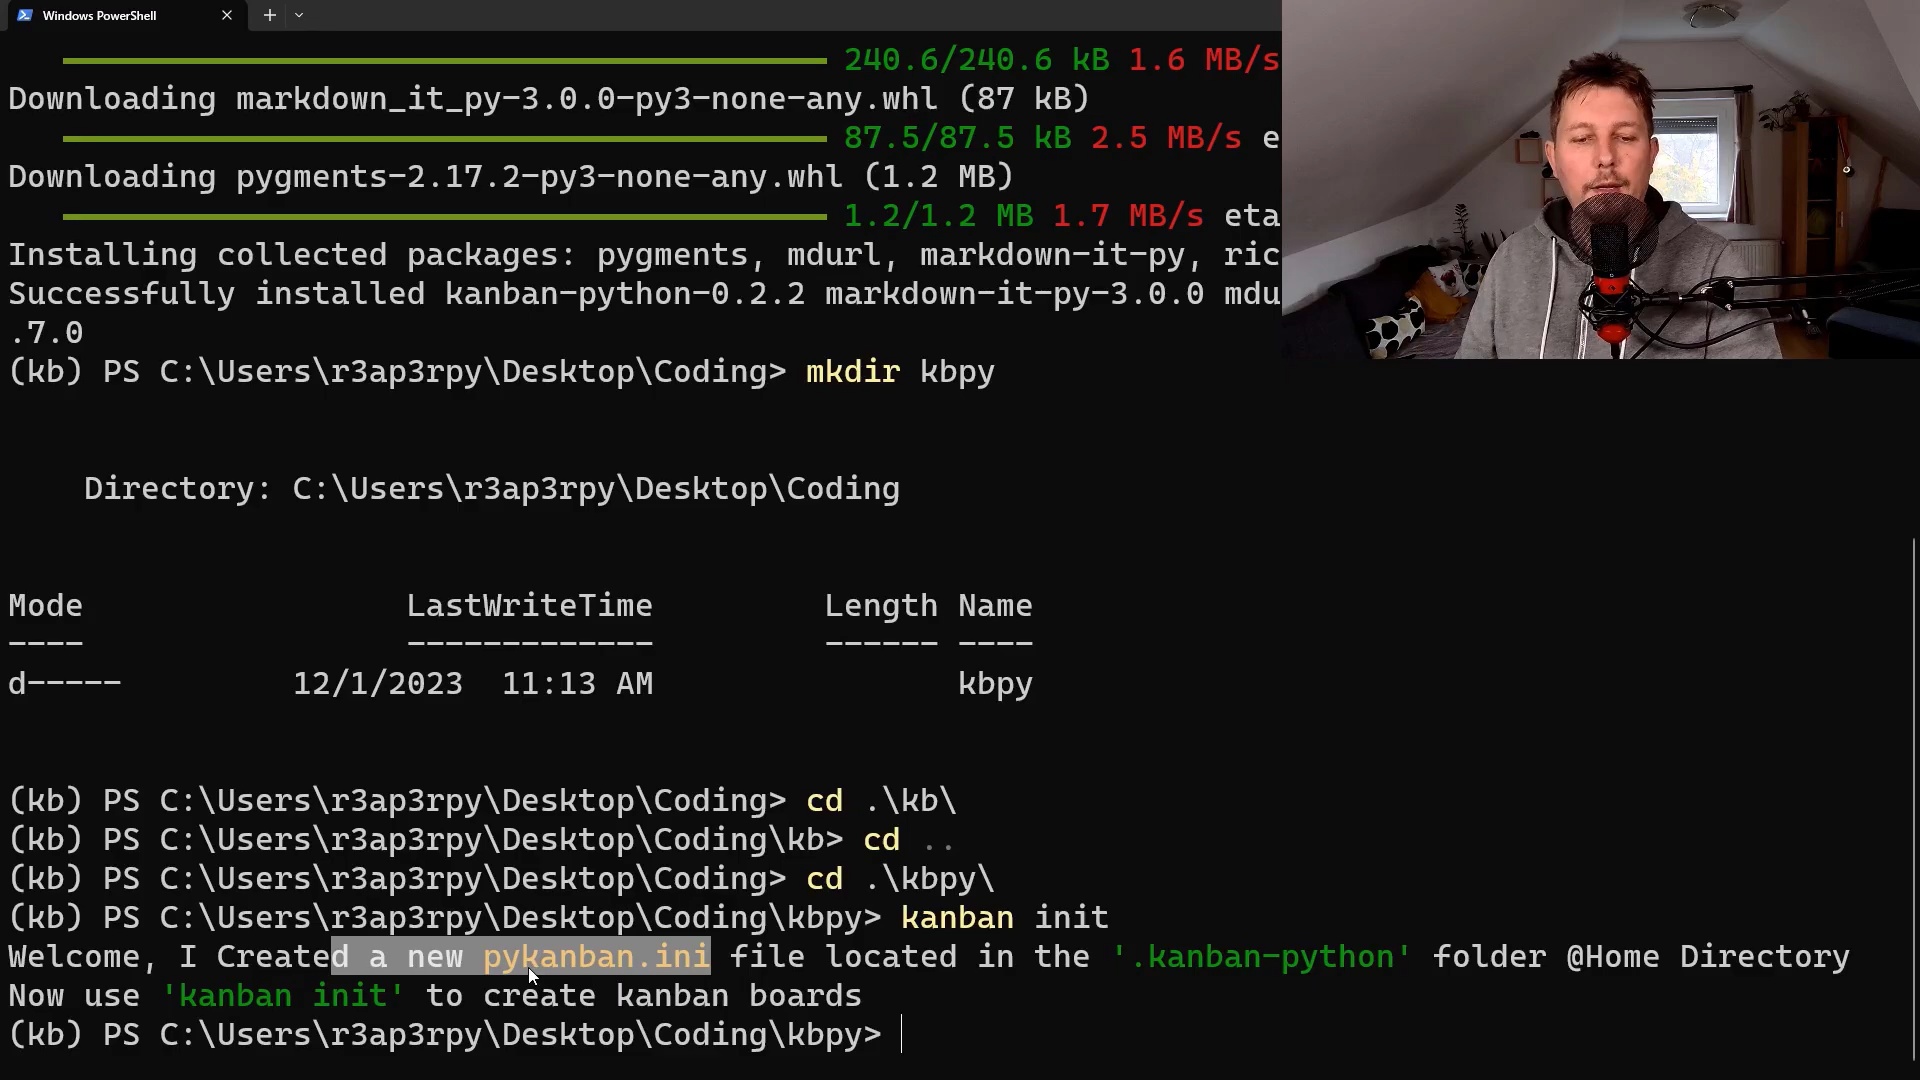 Windows PowerShell
240.6/240.6 kB 1.6 MB/s
Downloading markdown_it_py-3.0.0-py3-none-any.whl (87 kB)
87.5/87.5 kB 2.5 MB/s e
Downloading pygments-2.17.2-py3-none-any.whl (1.2 MB)
1.2/1.2 MB 1.7 MB/s eta
Installing collected packages: pygments, mdurl, markdown-it-py, ric
Successfully installed kanban-python-0.2.2 markdown-it-py-3.0.0 mdu
.7.0
(kb) PS C:\Users\r3ap3rpy\Desktop\Coding> mkdir kbpy
Directory: C:\Users\r3ap3rpy\Desktop\Coding
Mode LastWriteTime Length Name
---- ------------- ------ ----
d----- 12/1/2023 11:13 AM kbpy
(kb) PS C:\Users\r3ap3rpy\Desktop\Coding> cd .\kb\
(kb) PS C:\Users\r3ap3rpy\Desktop\Coding\kb> cd ..
(kb) PS C:\Users\r3ap3rpy\Desktop\Coding> cd .\kbpy\
(kb) PS C:\Users\r3ap3rpy\Desktop\Coding\kbpy> kanban init
Welcome, I Created a new pykanban.ini file located in the '.kanban-python' folder @Home Directory
Now use 'kanban init' to create kanban boards
(kb) PS C:\Users\r3ap3rpy\Desktop\Coding\kbpy>